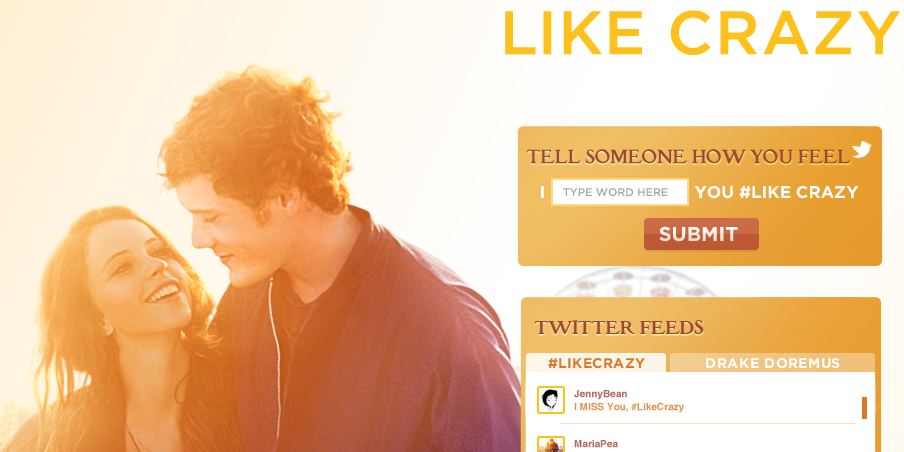 LIKE CRAZY
TELL SOMEONE HOW YOU FEEL
I TYPE WORD HERE YOU #LIKE CRAZY
SUBMIT
TWITTER FEEDS
#LIKECRAZY DRAKE DOREMUS
JennyBean
I MISS You, #LikeCrazy
MariaPea